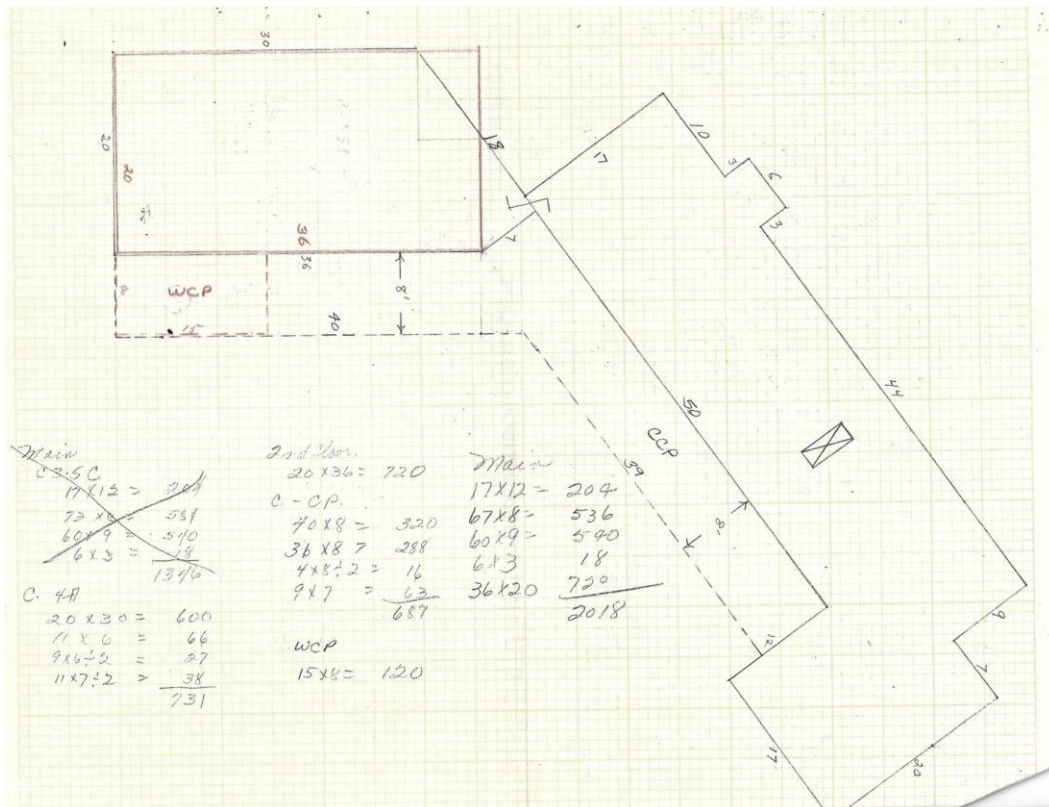 30
20
20
18
17
10
3
6
3
36
36
7
WCP
8'
15
40
44
50
CCP
39
8
12
9
7
17
20
Main
C3.5C
17X12 = 204
73 X8 = 584
60X9 = 540
6X3 = 18
1346
C. 4A
20 X 30 = 600
11 X 6 = 66
9X6÷2 = 27
11X7÷2 = 38
731
2nd floor.
20X36= 720
C-CP.
40X8 = 320
36X8 = 288
4X8÷2 = 16
9X7 = 63
687
WCP
15X8= 120
Main
17X12= 204
67X8= 536
60X9= 540
6X3 18
36X20 720
2018